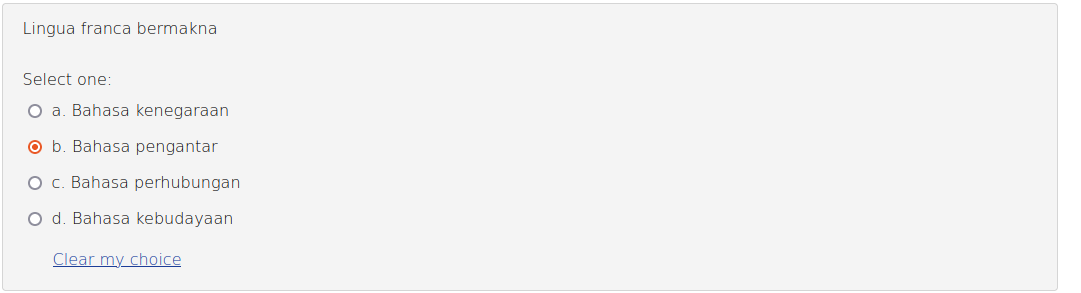 Lingua franca bermakna
Select one:
a. Bahasa kenegaraan
b. Bahasa pengantar
c. Bahasa perhubungan
d. Bahasa kebudayaan
Clear my choice